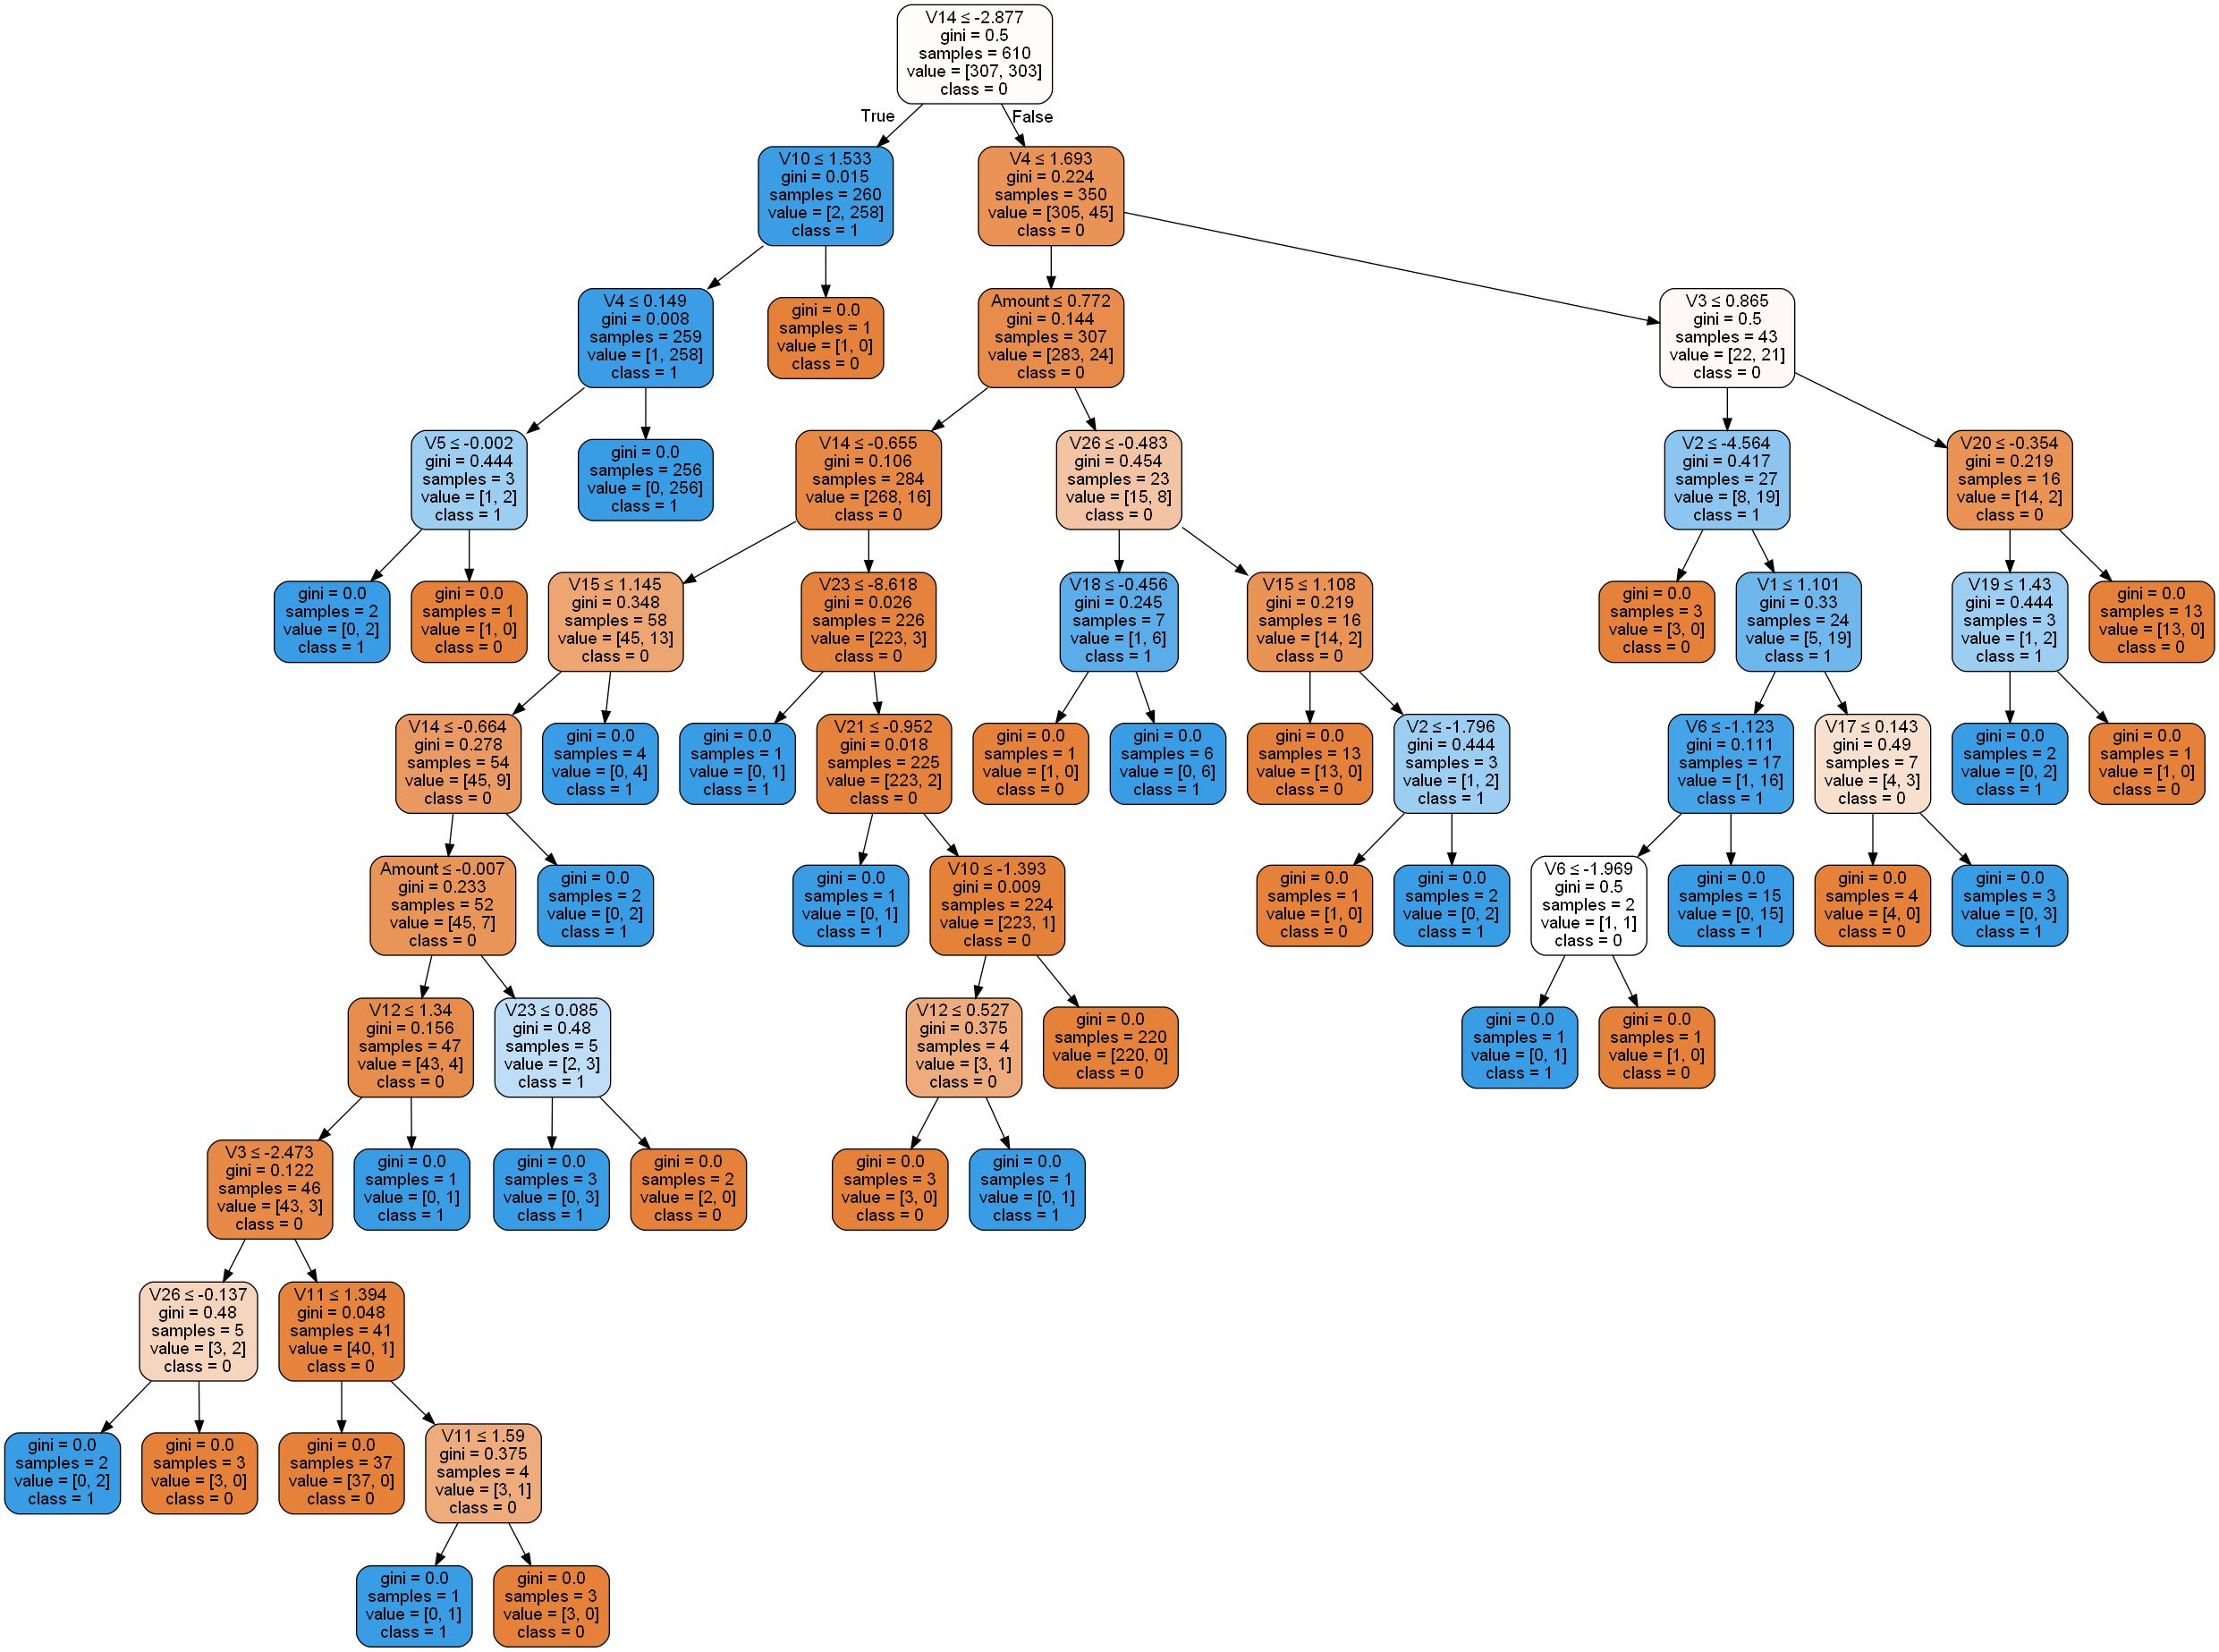 V14 ≤ -2.877
gini = 0.5
samples = 610
value = [307, 303]
class = 0
True
False
V10 ≤ 1.533
gini = 0.015
samples = 260
value = [2, 258]
class = 1
V4 ≤ 1.693
gini = 0.224
samples = 350
value = [305, 45]
class = 0
V4 ≤ 0.149
gini = 0.008
samples = 259
value = [1, 258]
class = 1
gini = 0.0
samples = 1
value = [1, 0]
class = 0
Amount ≤ 0.772
gini = 0.144
samples = 307
value = [283, 24]
class = 0
V3 ≤ 0.865
gini = 0.5
samples = 43
value = [22, 21]
class = 0
V5 ≤ -0.002
gini = 0.444
samples = 3
value = [1, 2]
class = 1
gini = 0.0
samples = 256
value = [0, 256]
class = 1
V14 ≤ -0.655
gini = 0.106
samples = 284
value = [268, 16]
class = 0
V26 ≤ -0.483
gini = 0.454
samples = 23
value = [15, 8]
class = 0
V2 ≤ -4.564
gini = 0.417
samples = 27
value = [8, 19]
class = 1
V20 ≤ -0.354
gini = 0.219
samples = 16
value = [14, 2]
class = 0
gini = 0.0
samples = 2
value = [0, 2]
class = 1
gini = 0.0
samples = 1
value = [1, 0]
class = 0
V15 ≤ 1.145
gini = 0.348
samples = 58
value = [45, 13]
class = 0
V23 ≤ -8.618
gini = 0.026
samples = 226
value = [223, 3]
class = 0
V18 ≤ -0.456
gini = 0.245
samples = 7
value = [1, 6]
class = 1
V15 ≤ 1.108
gini = 0.219
samples = 16
value = [14, 2]
class = 0
gini = 0.0
samples = 3
value = [3, 0]
class = 0
V1 ≤ 1.101
gini = 0.33
samples = 24
value = [5, 19]
class = 1
V19 ≤ 1.43
gini = 0.444
samples = 3
value = [1, 2]
class = 1
gini = 0.0
samples = 13
value = [13, 0]
class = 0
V14 ≤ -0.664
gini = 0.278
samples = 54
value = [45, 9]
class = 0
gini = 0.0
samples = 4
value = [0, 4]
class = 1
gini = 0.0
samples = 1
value = [0, 1]
class = 1
V21 ≤ -0.952
gini = 0.018
samples = 225
value = [223, 2]
class = 0
gini = 0.0
samples = 1
value = [1, 0]
class = 0
gini = 0.0
samples = 6
value = [0, 6]
class = 1
gini = 0.0
samples = 13
value = [13, 0]
class = 0
V2 ≤ -1.796
gini = 0.444
samples = 3
value = [1, 2]
class = 1
V6 ≤ -1.123
gini = 0.111
samples = 17
value = [1, 16]
class = 1
V17 ≤ 0.143
gini = 0.49
samples = 7
value = [4, 3]
class = 0
gini = 0.0
samples = 2
value = [0, 2]
class = 1
gini = 0.0
samples = 1
value = [1, 0]
class = 0
Amount ≤ -0.007
gini = 0.233
samples = 52
value = [45, 7]
class = 0
gini = 0.0
samples = 2
value = [0, 2]
class = 1
gini = 0.0
samples = 1
value = [0, 1]
class = 1
V10 ≤ -1.393
gini = 0.009
samples = 224
value = [223, 1]
class = 0
gini = 0.0
samples = 1
value = [1, 0]
class = 0
gini = 0.0
samples = 2
value = [0, 2]
class = 1
V6 ≤ -1.969
gini = 0.5
samples = 2
value = [1, 1]
class = 0
gini = 0.0
samples = 15
value = [0, 15]
class = 1
gini = 0.0
samples = 4
value = [4, 0]
class = 0
gini = 0.0
samples = 3
value = [0, 3]
class = 1
V12 ≤ 1.34
gini = 0.156
samples = 47
value = [43, 4]
class = 0
V23 ≤ 0.085
gini = 0.48
samples = 5
value = [2, 3]
class = 1
V12 ≤ 0.527
gini = 0.375
samples = 4
value = [3, 1]
class = 0
gini = 0.0
samples = 220
value = [220, 0]
class = 0
gini = 0.0
samples = 1
value = [0, 1]
class = 1
gini = 0.0
samples = 1
value = [1, 0]
class = 0
V3 ≤ -2.473
gini = 0.122
samples = 46
value = [43, 3]
class = 0
gini = 0.0
samples = 1
value = [0, 1]
class = 1
gini = 0.0
samples = 3
value = [0, 3]
class = 1
gini = 0.0
samples = 2
value = [2, 0]
class = 0
gini = 0.0
samples = 3
value = [3, 0]
class = 0
gini = 0.0
samples = 1
value = [0, 1]
class = 1
V26 ≤ -0.137
gini = 0.48
samples = 5
value = [3, 2]
class = 0
V11 ≤ 1.394
gini = 0.048
samples = 41
value = [40, 1]
class = 0
gini = 0.0
samples = 2
value = [0, 2]
class = 1
gini = 0.0
samples = 3
value = [3, 0]
class = 0
gini = 0.0
samples = 37
value = [37, 0]
class = 0
V11 ≤ 1.59
gini = 0.375
samples = 4
value = [3, 1]
class = 0
gini = 0.0
samples = 1
value = [0, 1]
class = 1
gini = 0.0
samples = 3
value = [3, 0]
class = 0